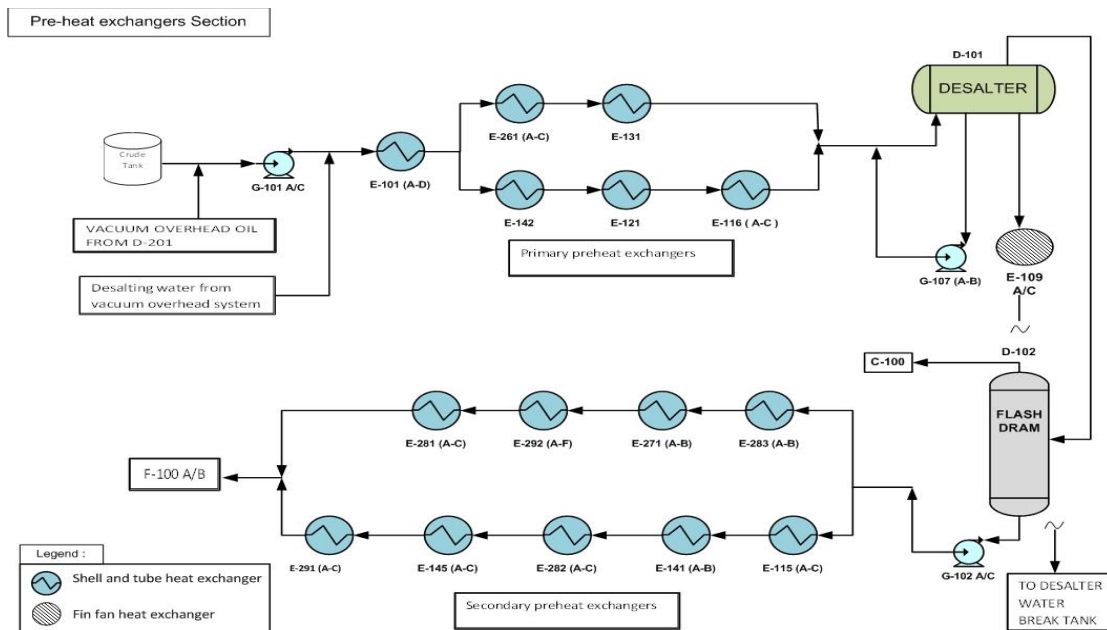 Pre-heat exchangers Section
D-101
DESALTER
Crude
Tank
G-101 A/C
E-101 (A-D)
E-261 (A-C)
E-131
E-142
E-121
E-116 ( A-C )
VACUUM OVERHEAD OIL
FROM D-201
Primary preheat exchangers
Desalting water from
vacuum overhead system
G-107 (A-B)
E-109
A/C
D-102
C-100
FLASH
DRAM
E-281 (A-C)
E-292 (A-F)
E-271 (A-B)
E-283 (A-B)
F-100 A/B
E-291 (A-C)
E-145 (A-C)
E-282 (A-C)
E-141 (A-B)
E-115 (A-C)
G-102 A/C
Legend :
Shell and tube heat exchanger
Fin fan heat exchanger
Secondary preheat exchangers
TO DESALTER
WATER
BREAK TANK